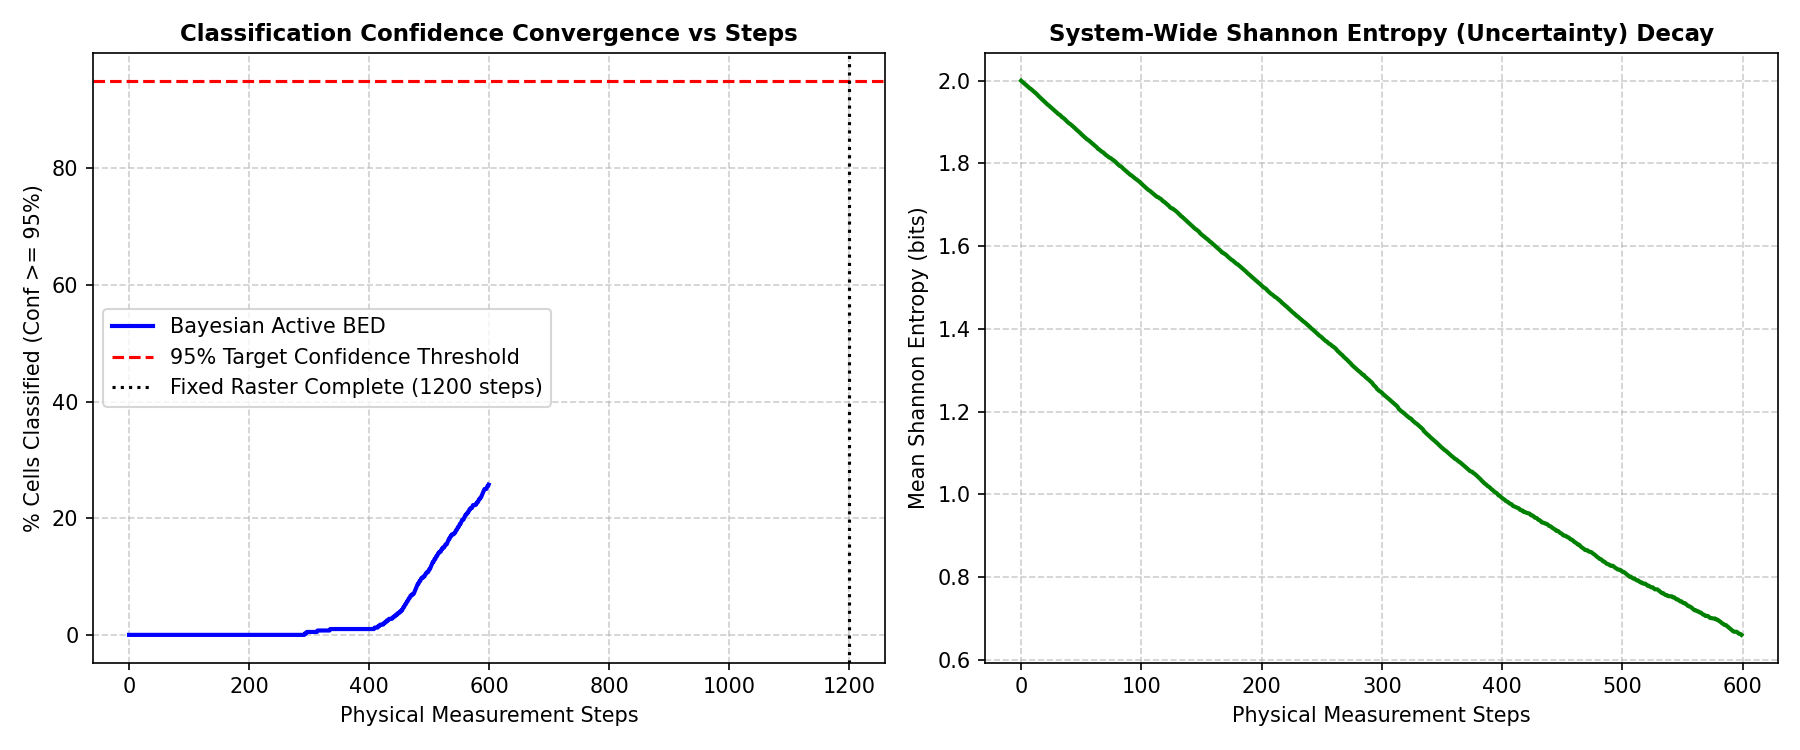 Classification Confidence Convergence vs Steps
% Cells Classified (Conf >= 95%)
80
60
40
20
0
Bayesian Active BED
95% Target Confidence Threshold
Fixed Raster Complete (1200 steps)
0 200 400 600 800 1000 1200
Physical Measurement Steps
System-Wide Shannon Entropy (Uncertainty) Decay
Mean Shannon Entropy (bits)
2.0
1.8
1.6
1.4
1.2
1.0
0.8
0.6
0 100 200 300 400 500 600
Physical Measurement Steps